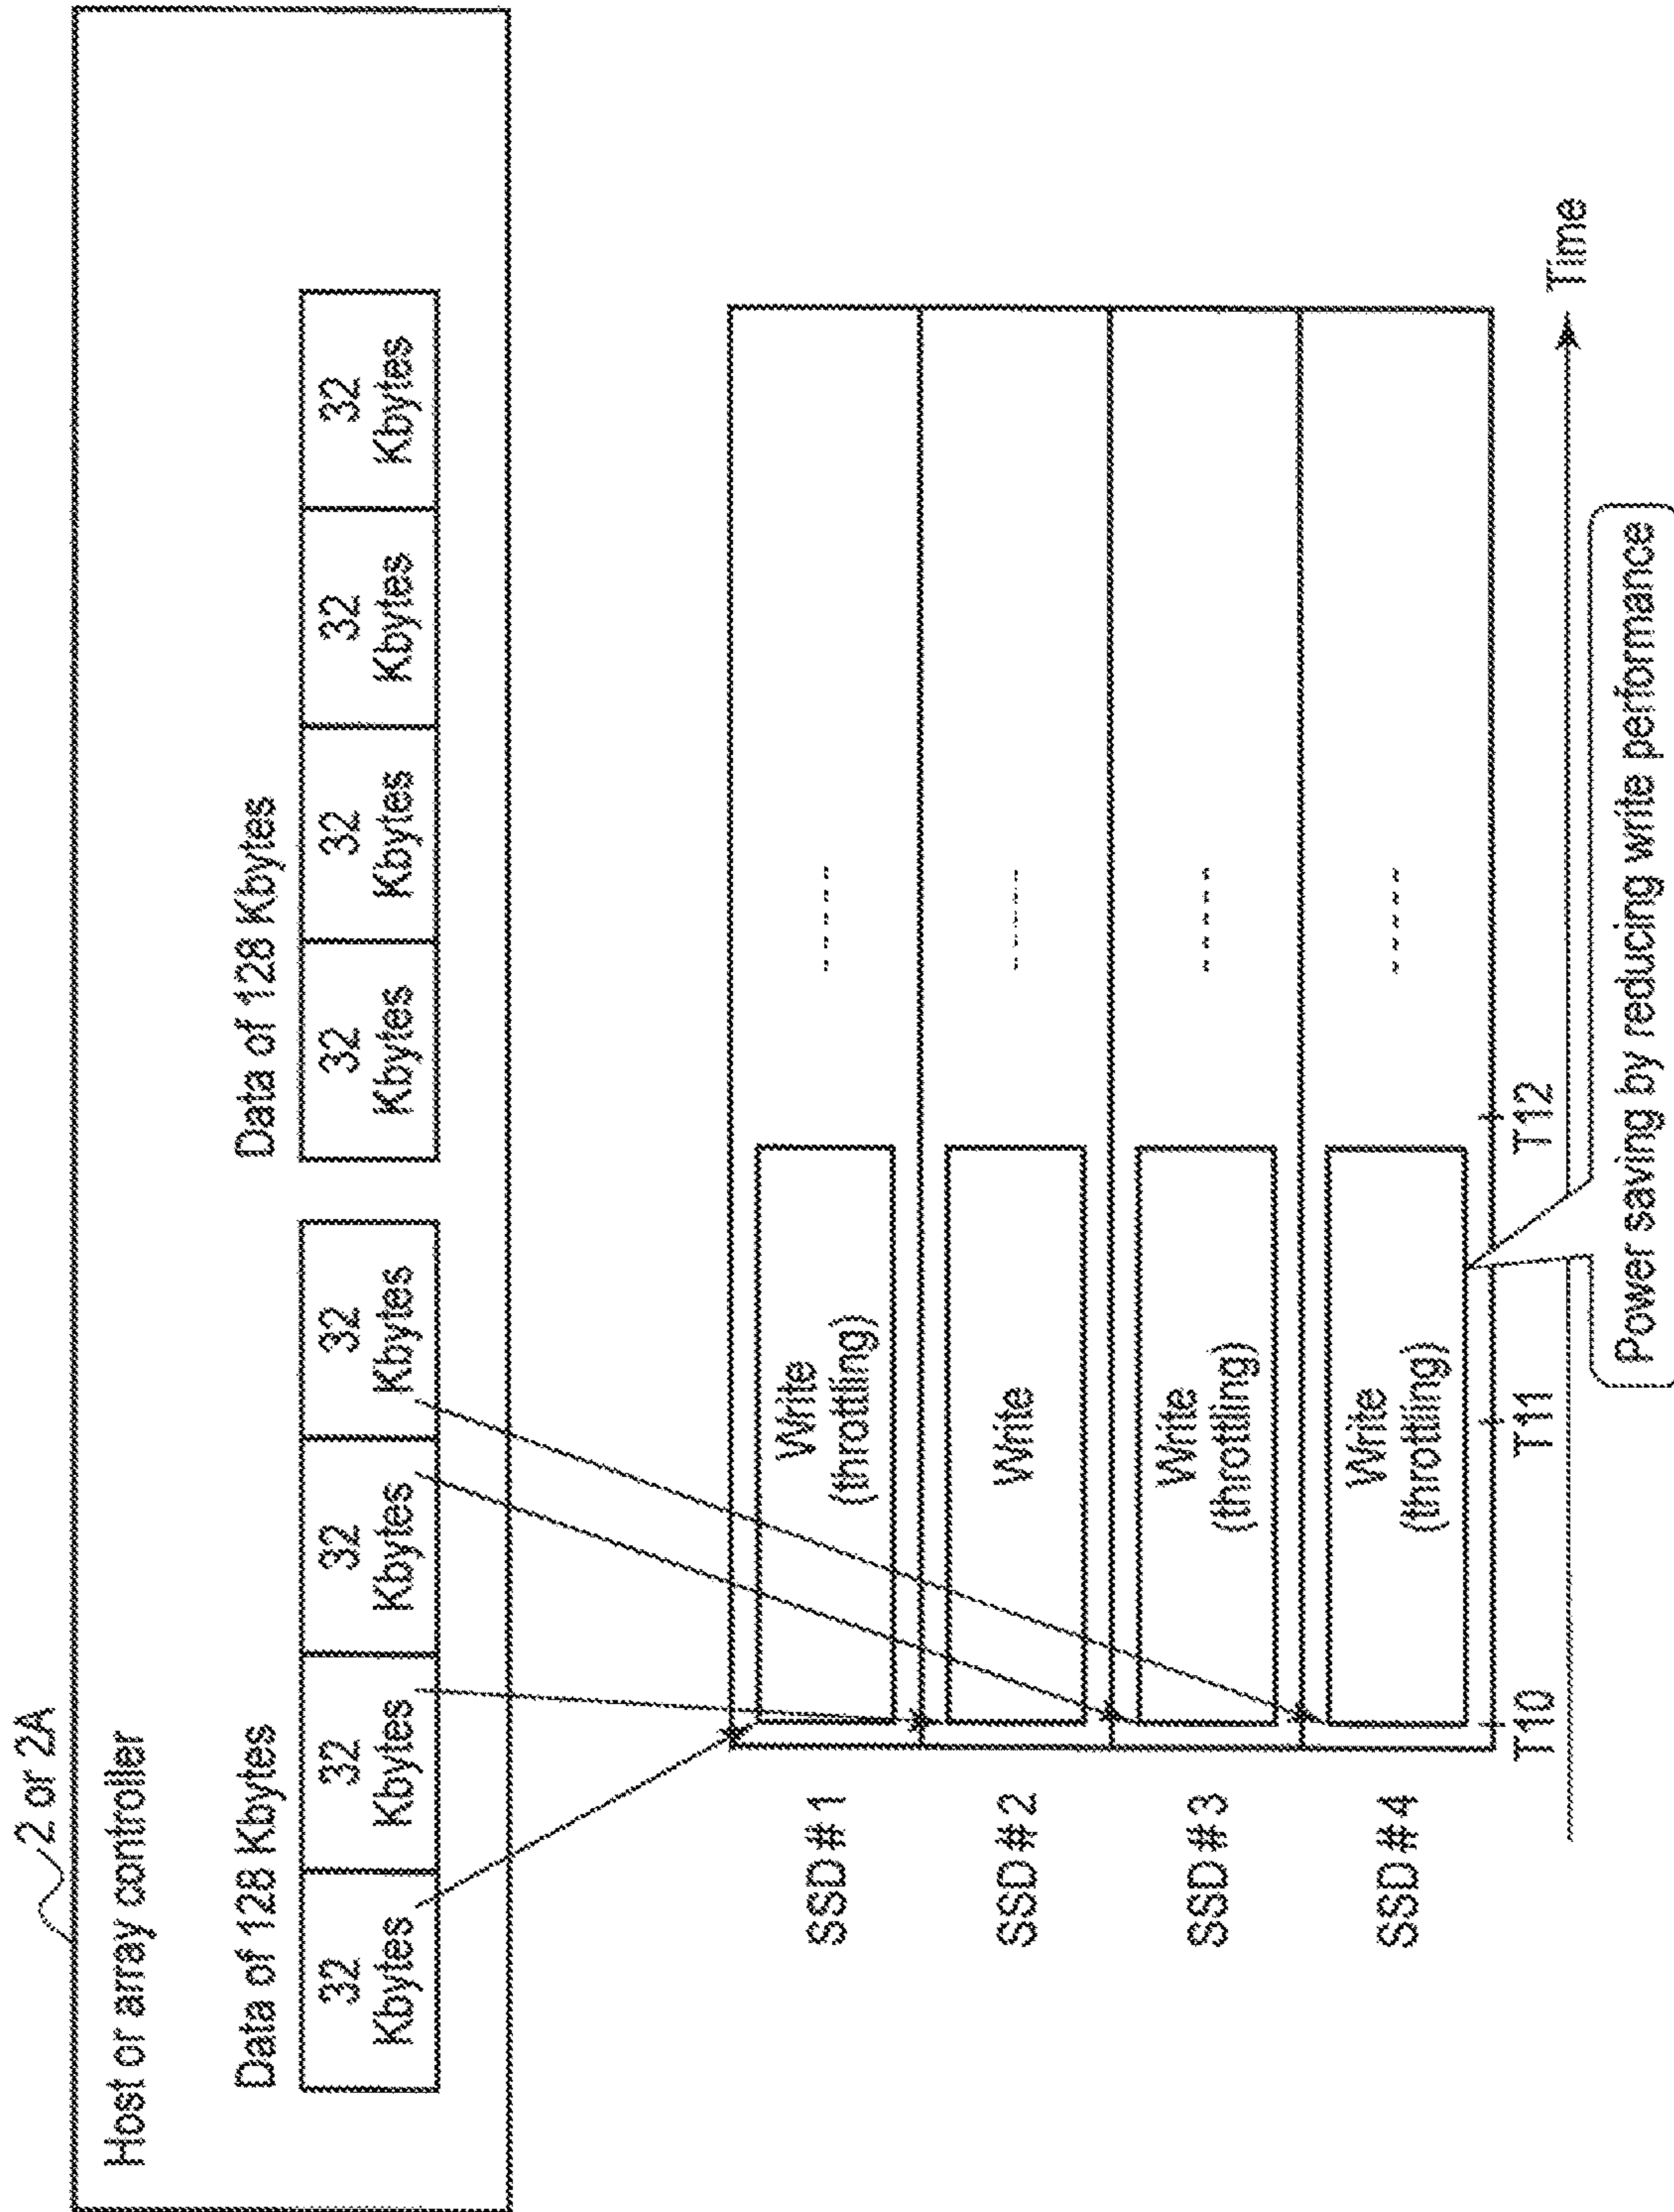 2 or 2A
Host or array controller
Data of 128 Kbytes
Data of 128 Kbytes
32
Kbytes
32
Kbytes
32
Kbytes
32
Kbytes
32
Kbytes
32
Kbytes
32
Kbytes
32
Kbytes
SSD#1
Write
(throttling)
-----
SSD#2
Write
-----
SSD#3
Write
(throttling)
-----
SSD#4
Write
(throttling)
-----
T10
T11
T12
Time
Power saving by reducing write performance